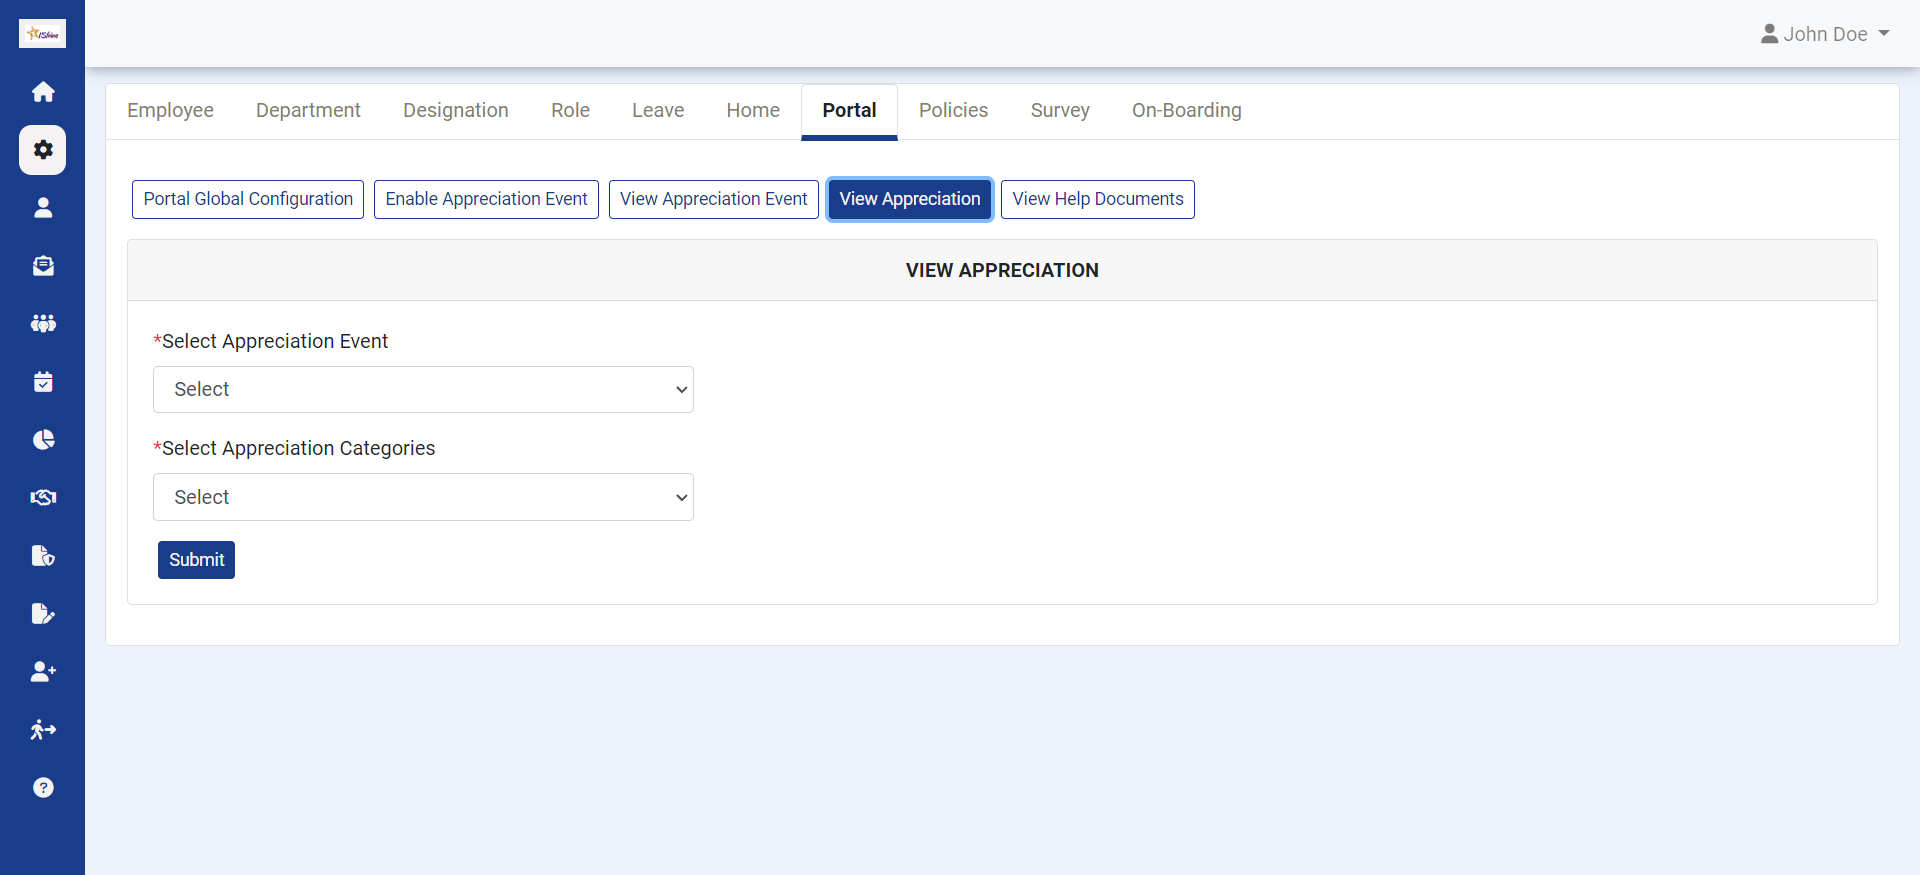 iShine
John Doe
Employee Department Designation Role Leave Home Portal Policies Survey On-Boarding
Portal Global Configuration Enable Appreciation Event View Appreciation Event View Appreciation View Help Documents
VIEW APPRECIATION
*Select Appreciation Event
Select
*Select Appreciation Categories
Select
Submit